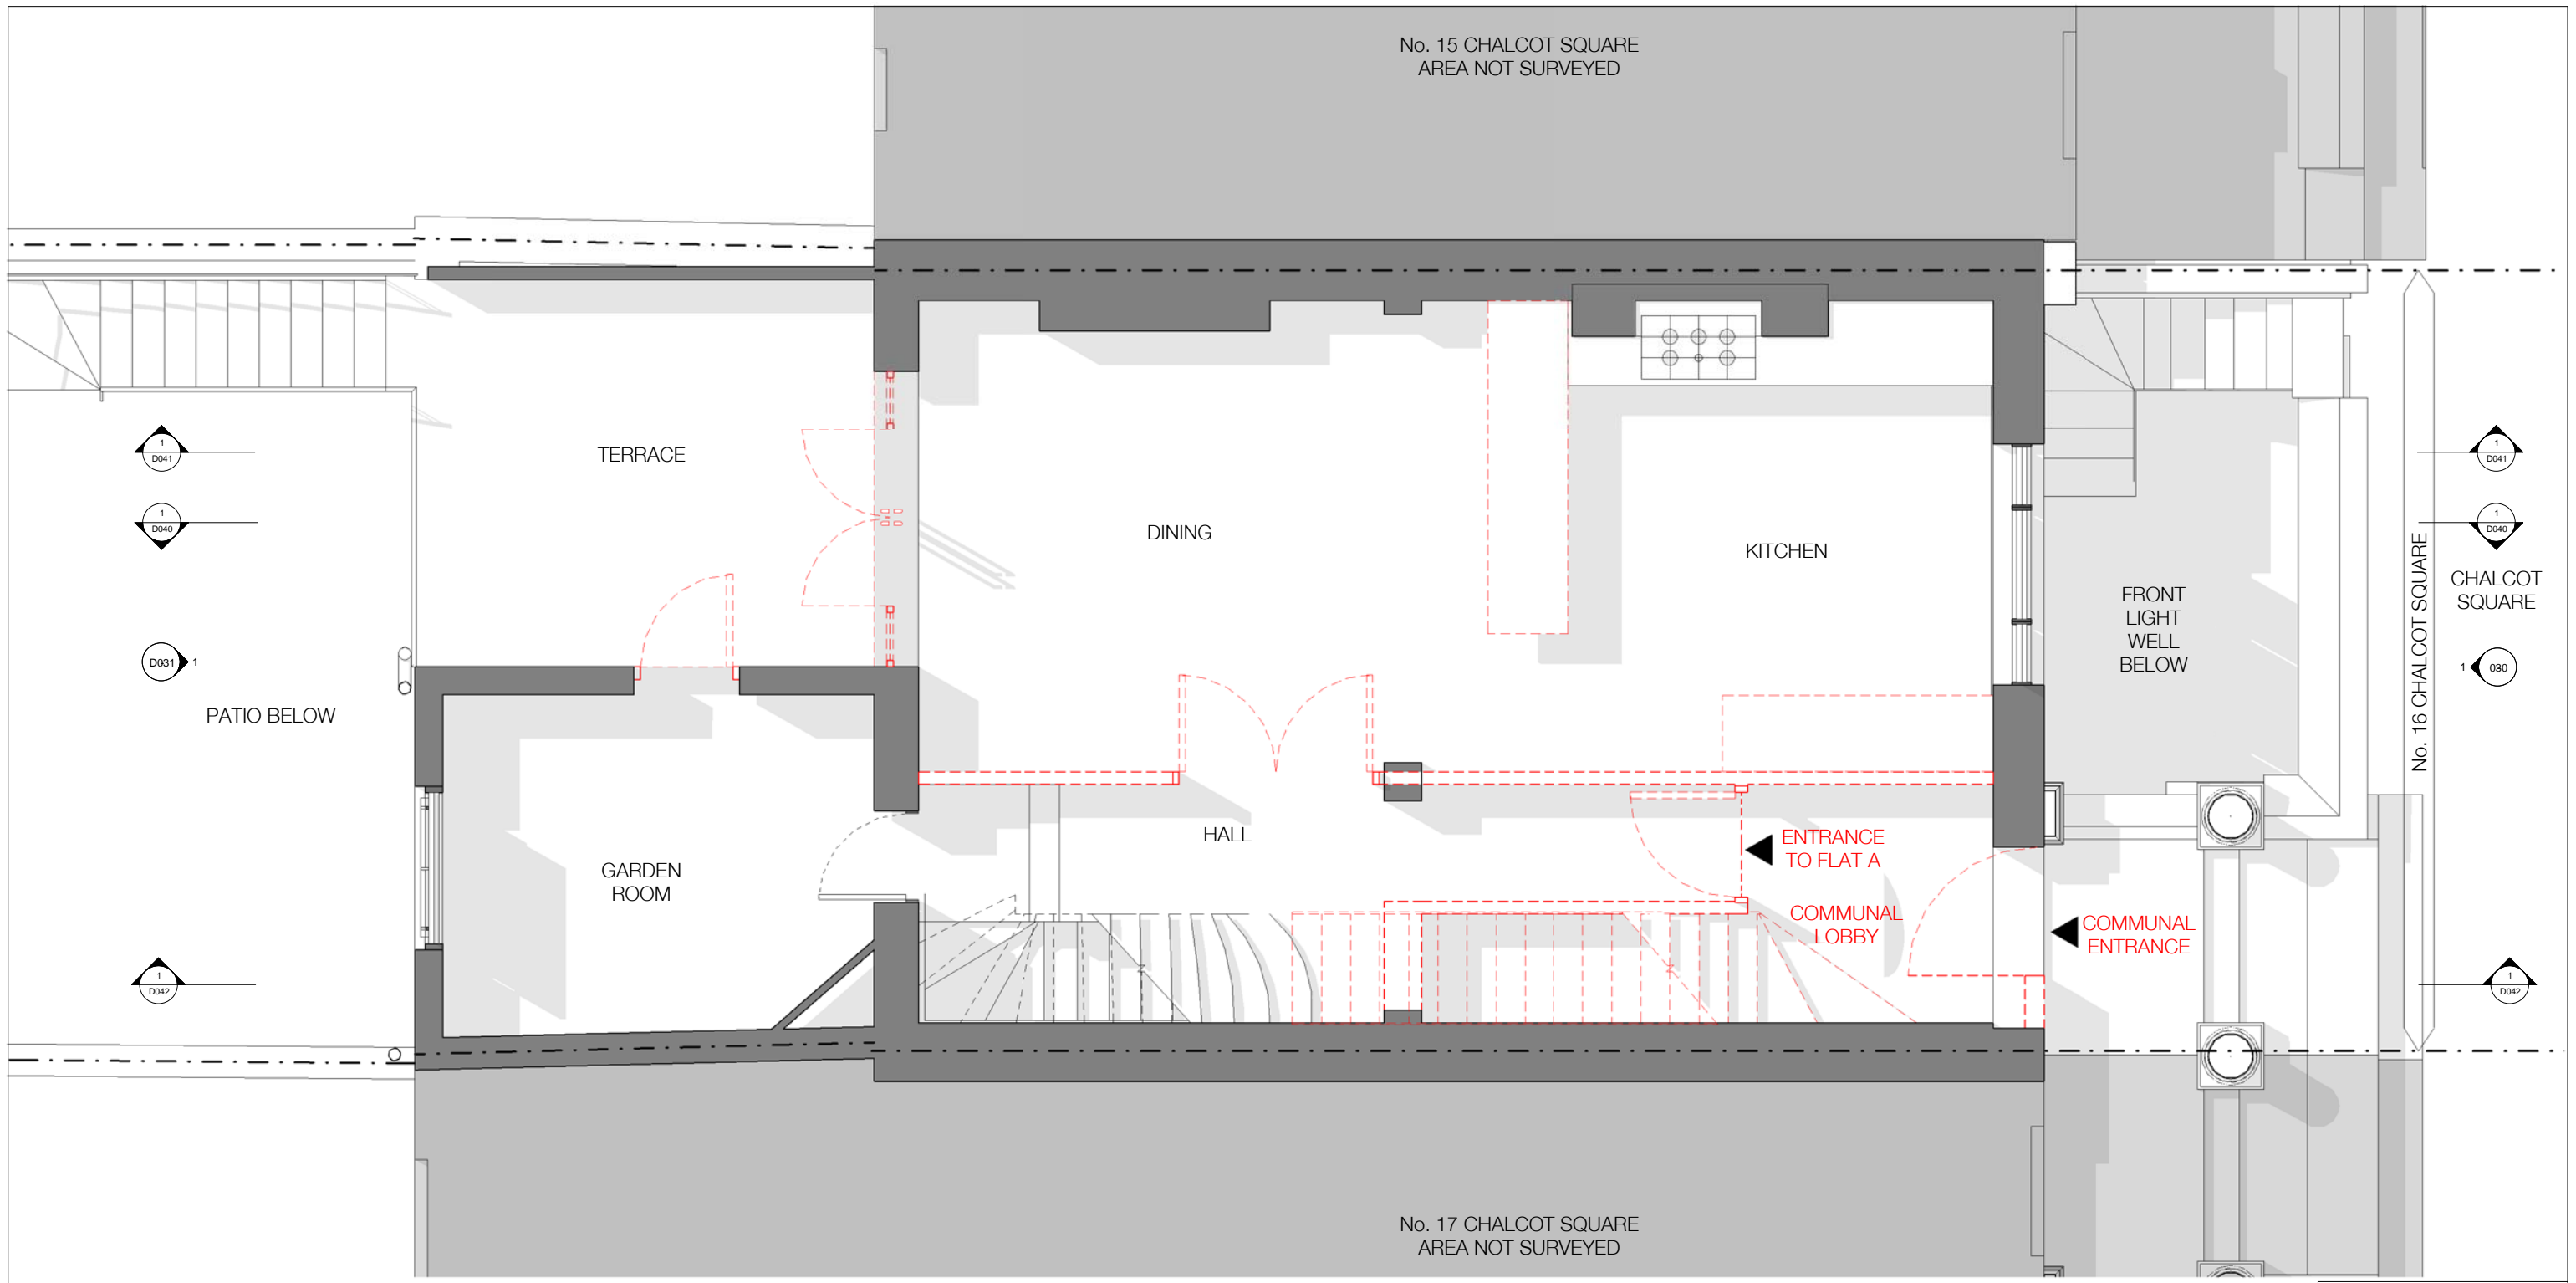 No. 15 CHALCOT SQUARE
AREA NOT SURVEYED
TERRACE
1
D041
1
D041
1
D040
1
D040
DINING
KITCHEN
CHALCOT
SQUARE
FRONT
LIGHT
WELL
BELOW
No. 16 CHALCOT SQUARE
D031
1
1
030
PATIO BELOW
HALL
ENTRANCE
TO FLAT A
GARDEN
ROOM
COMMUNAL
LOBBY
COMMUNAL
ENTRANCE
1
D042
1
D042
No. 17 CHALCOT SQUARE
AREA NOT SURVEYED